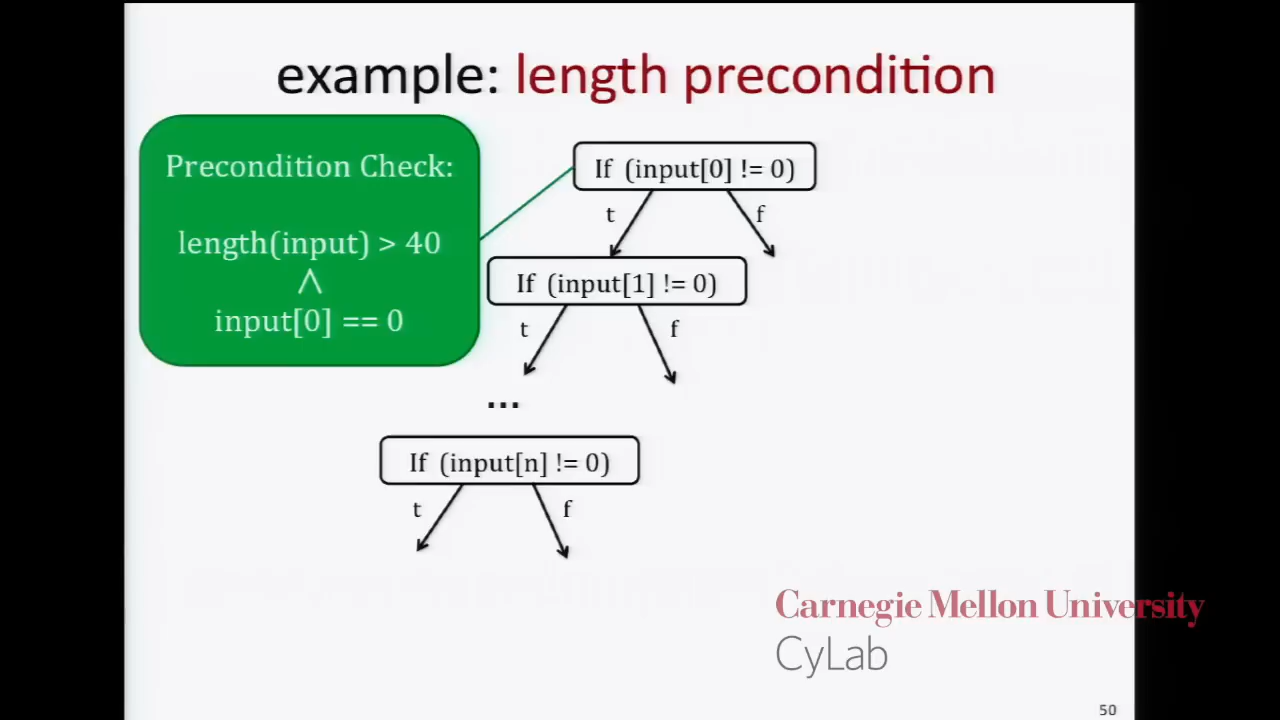 example: length precondition
Precondition Check:
length(input) > 40
∧
input[0] == 0
If (input[0] != 0)
t
f
If (input[1] != 0)
t
f
...
If (input[n] != 0)
t
f
Carnegie Mellon University
CyLab
50